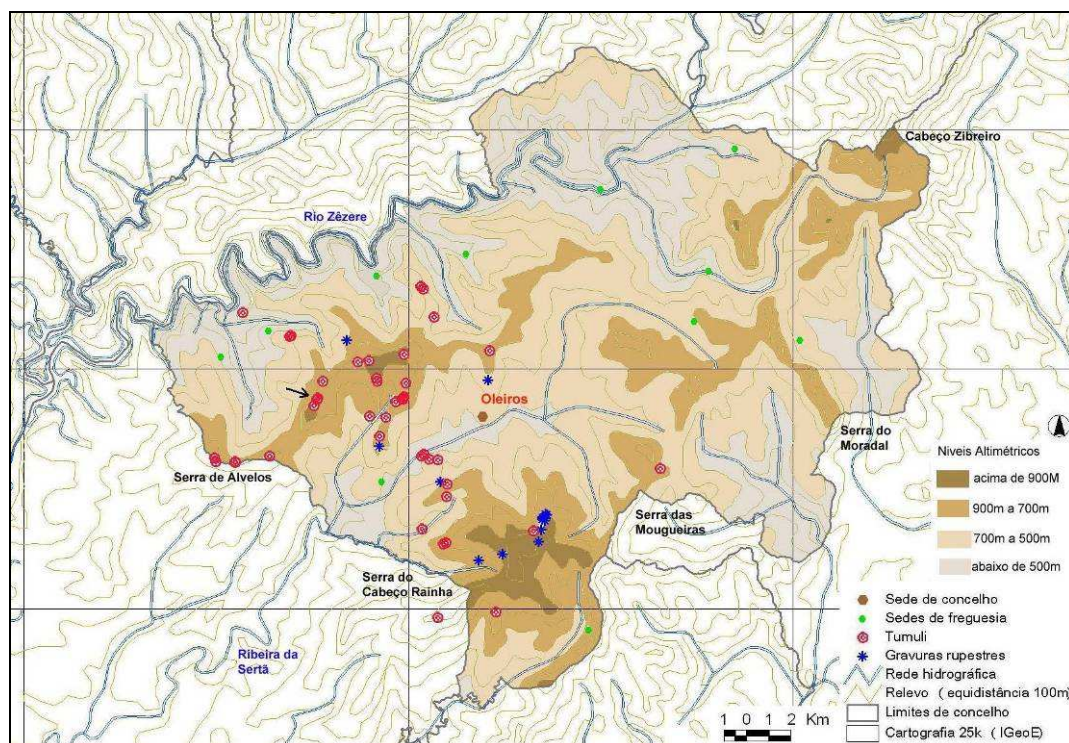 Cabeço Zibreiro
Rio Zêzere
Oleiros
Serra do
Moradal
Serra de Alvelos
Serra das
Mougueiras
Serra do
Cabeço Rainha
Ribeira da
Sertã
Niveis Altimétricos
acima de 900M
900m a 700m
700m a 500m
abaixo de 500m
Sede de concelho
Sedes de freguesia
Tumuli
Gravuras rupestres
Rede hidrográfica
Relevo ( equidistância 100m)
Limites de concelho
Cartografia 25k ( IGeoE)
1 0 1 2 Km